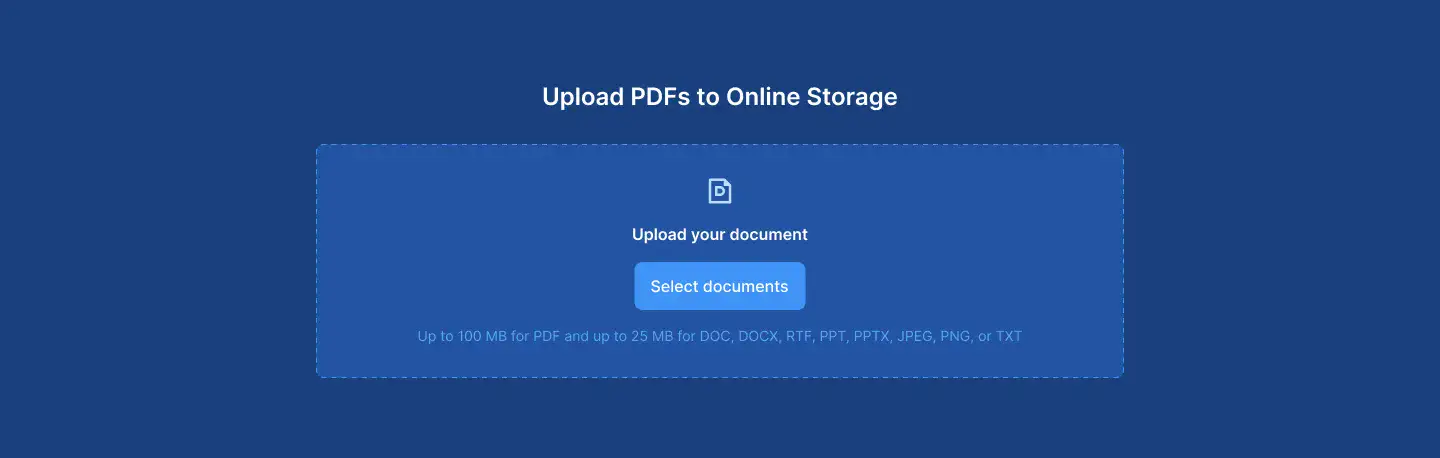 Upload PDFs to Online Storage
D
Upload your document
Select documents
Up to 100 MB for PDF and up to 25 MB for DOC, DOCX, RTF, PPT, PPTX, JPEG, PNG, or TXT